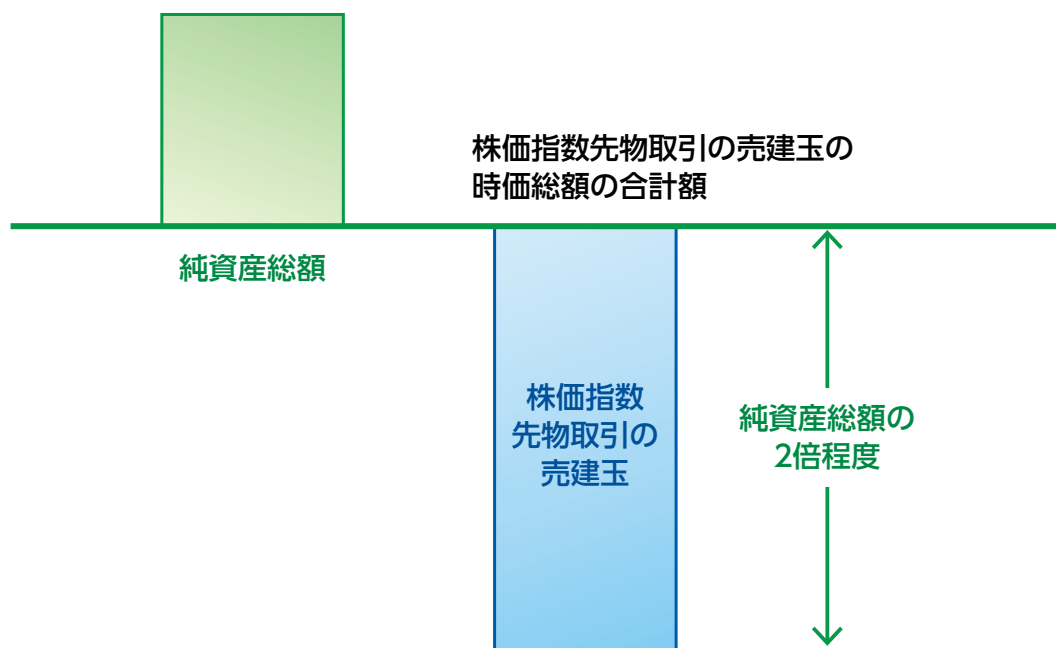 株価指数先物取引の売建玉の
時価総額の合計額
純資産総額
株価指数
先物取引の
売建玉
純資産総額の
2倍程度